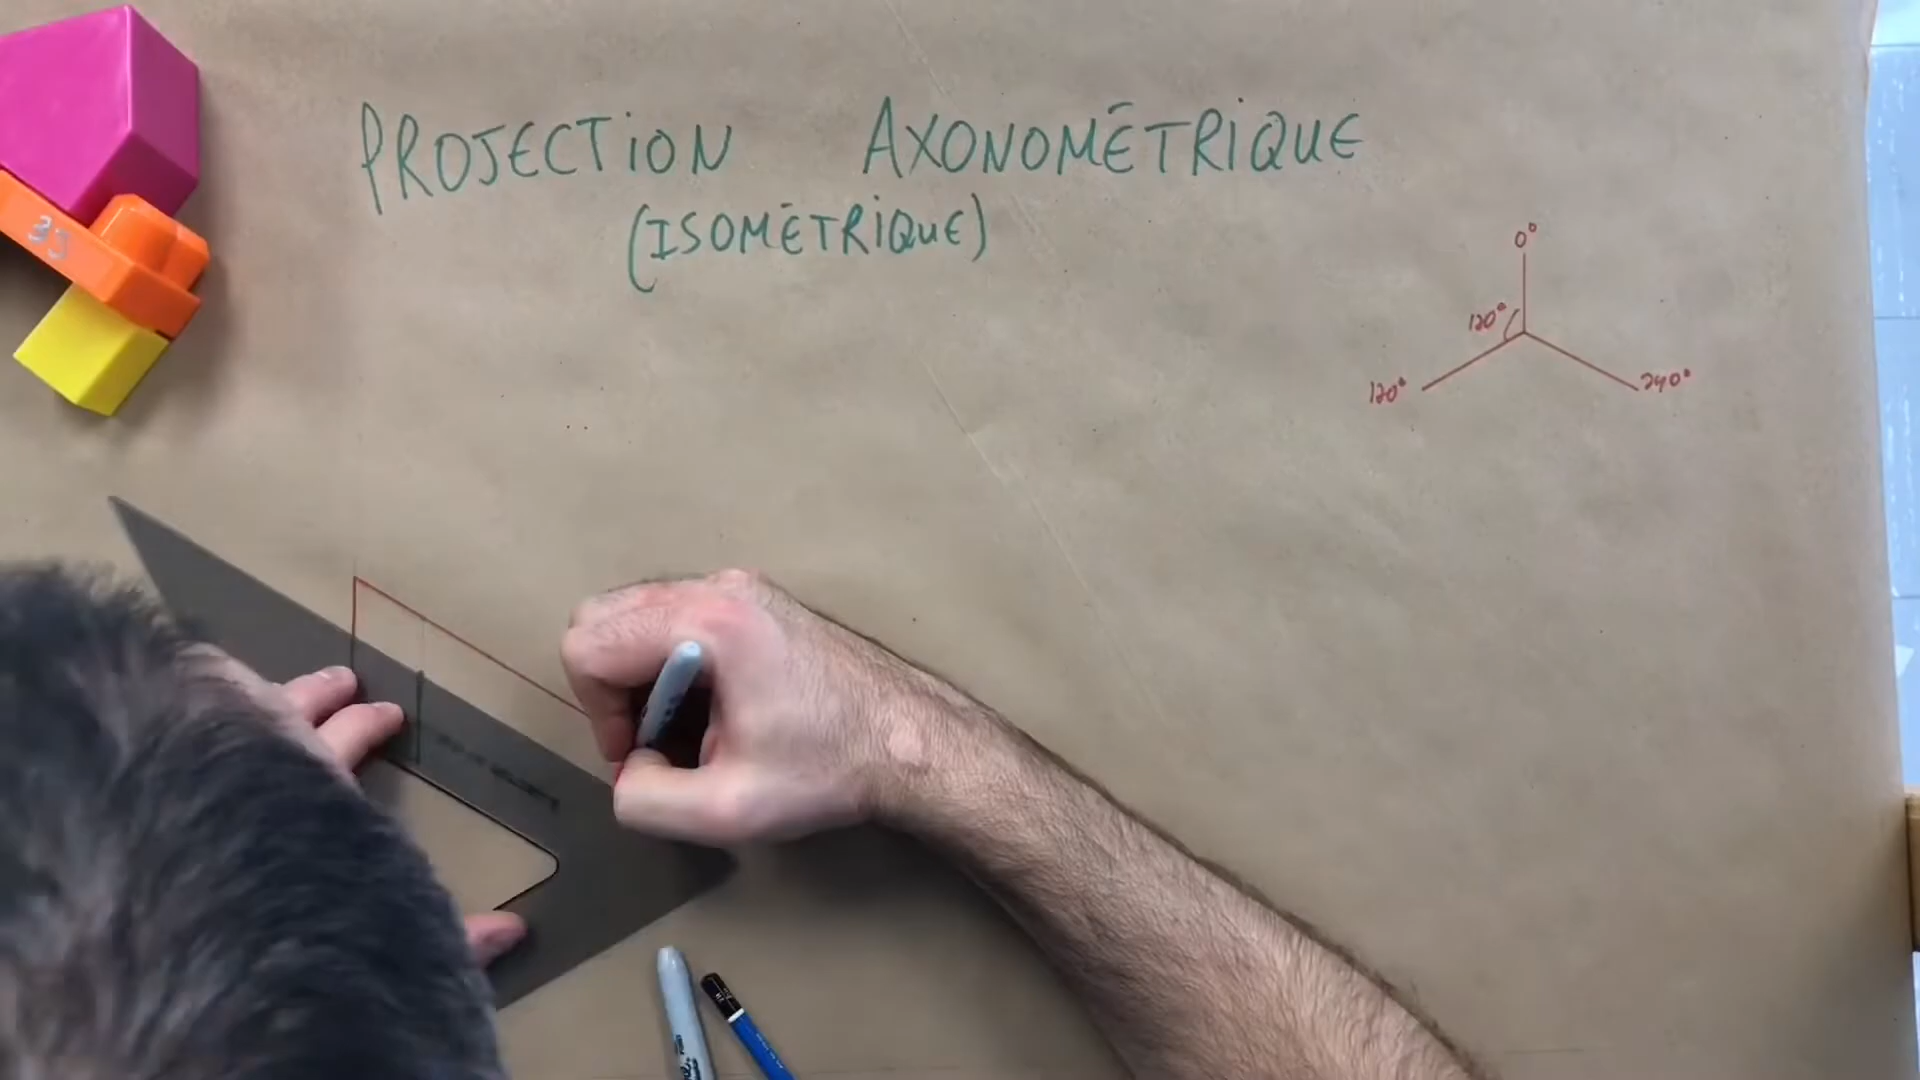 PROJECTION AXONOMÉTRIQUE
(ISOMÉTRIQUE)
0°
120°
120°
240°